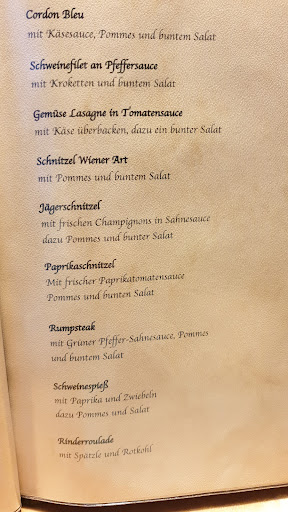 Cordon Bleu
mit Käsesauce, Pommes und buntem Salat
Schweinefilet an Pfeffersauce
mit Kroketten und buntem Salat
Gemüse Lasagne in Tomatensauce
mit Käse überbacken, dazu ein bunter Salat
Schnitzel Wiener Art
mit Pommes und buntem Salat
Jägerschnitzel
mit frischen Champignons in Sahnesauce
dazu Pommes und bunter Salat
Paprikaschnitzel
Mit frischer Paprikatomatensauce
Pommes und bunten Salat
Rumpsteak
mit Grüner Pfeffer-Sahnesauce, Pommes
und buntem Salat
Schweinespieß
mit Paprika und Zwiebeln
dazu Pommes und Salat
Rinderroulade
mit Spätzle und Rotkohl